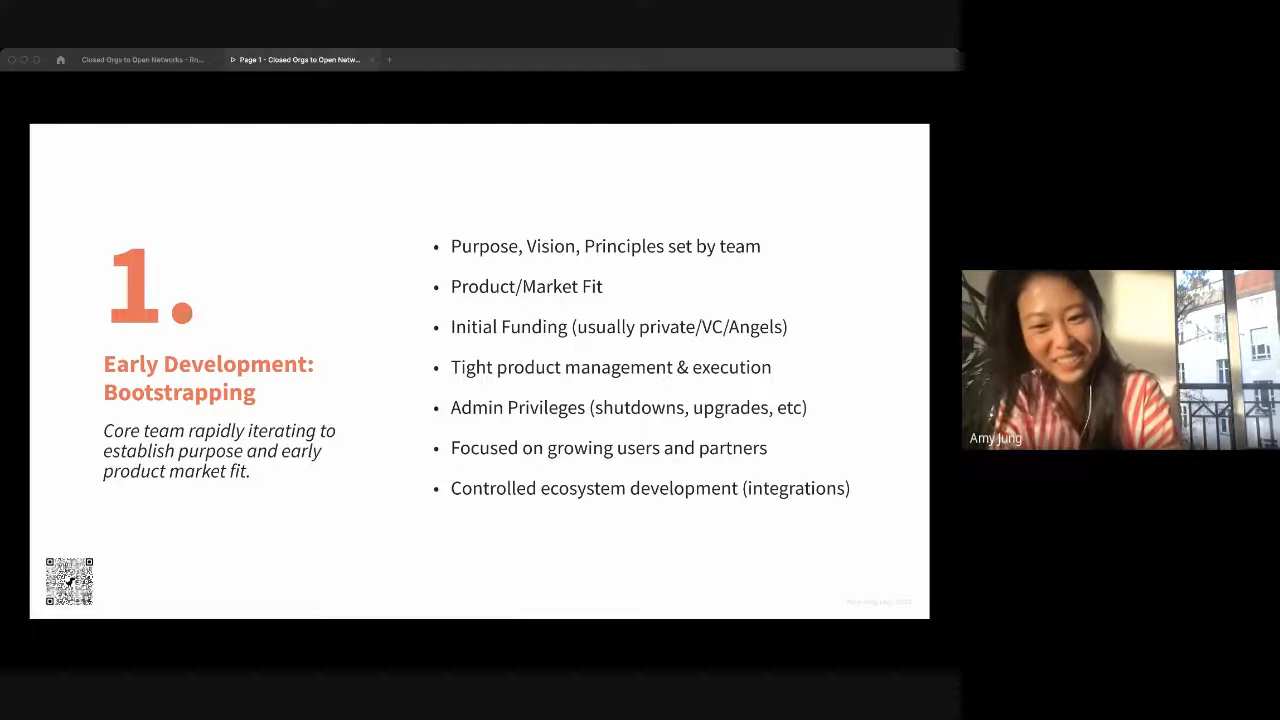 Closed Orgs to Open Networks - Rn...
Page 1 - Closed Orgs to Open Netw...
1.
Early Development:
Bootstrapping
Core team rapidly iterating to
establish purpose and early
product market fit.
• Purpose, Vision, Principles set by team
• Product/Market Fit
• Initial Funding (usually private/VC/Angels)
• Tight product management & execution
• Admin Privileges (shutdowns, upgrades, etc)
• Focused on growing users and partners
• Controlled ecosystem development (integrations)
Amy Jung